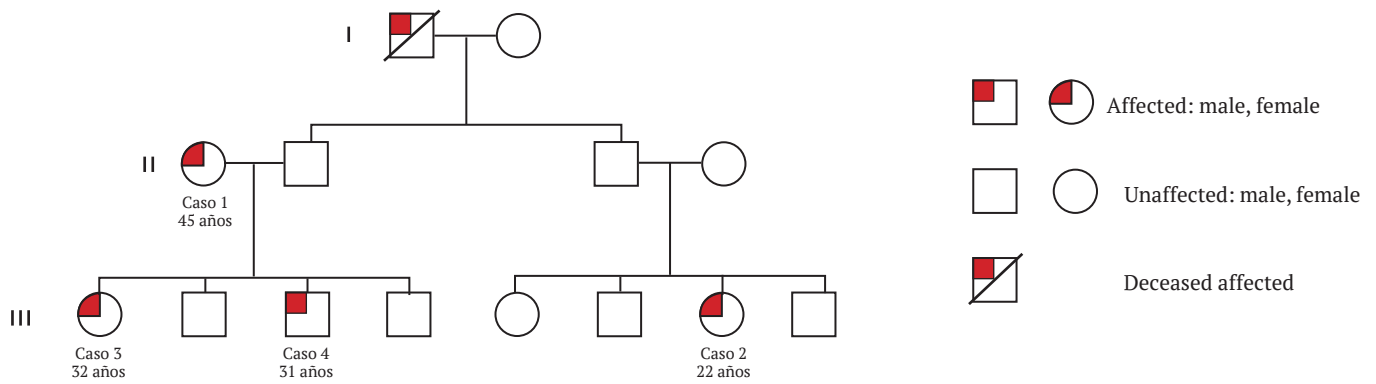 I
Affected: male, female
II
Caso 1
45 años
Unaffected: male, female
Deceased affected
III
Caso 3
32 años
Caso 4
31 años
Caso 2
22 años